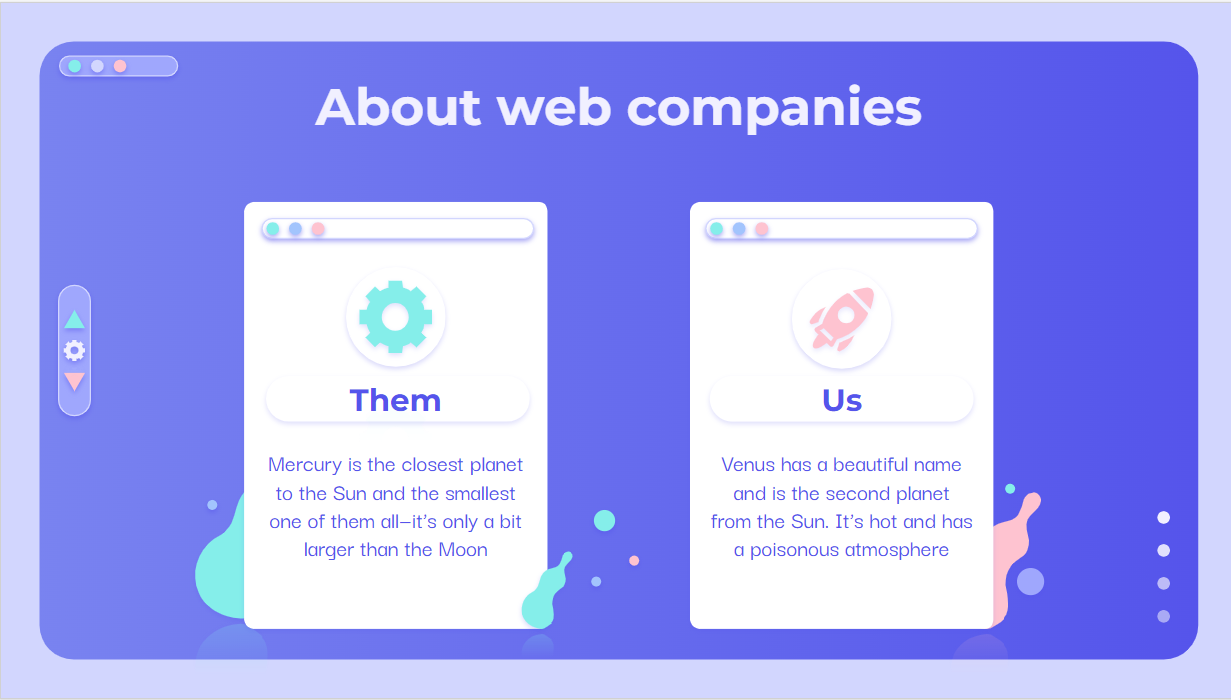 About web companies
Them
Mercury is the closest planet
to the Sun and the smallest
one of them all—it's only a bit
larger than the Moon
Us
Venus has a beautiful name
and is the second planet
from the Sun. It's hot and has
a poisonous atmosphere